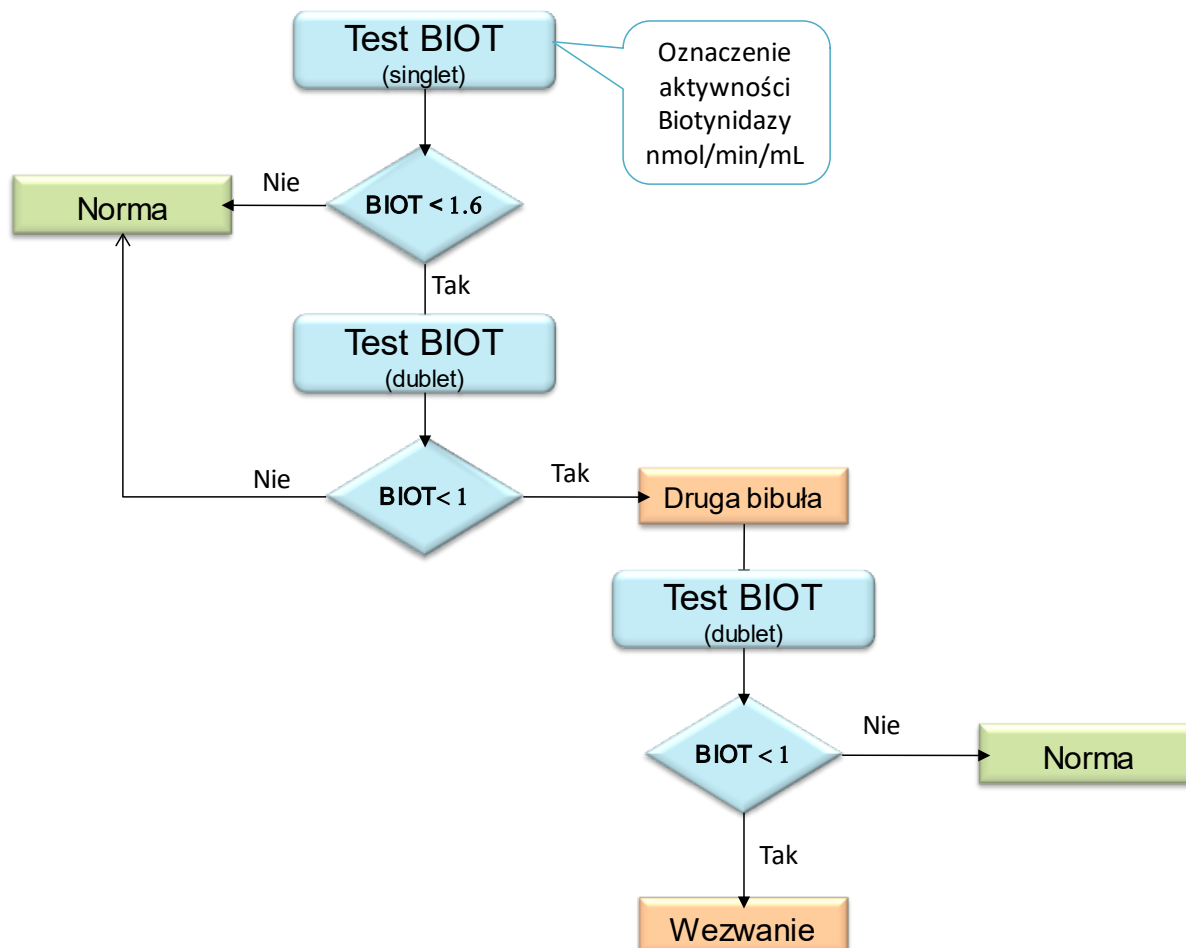 Test BIOT
(singlet)
Oznaczenie
aktywności
Biotynidazy
nmol/min/mL
Nie
Norma
BIOT < 1.6
Tak
Test BIOT
(dublet)
Nie
BIOT< 1
Tak
Druga bibuła
Test BIOT
(dublet)
BIOT < 1
Nie
Norma
Tak
Wezwanie